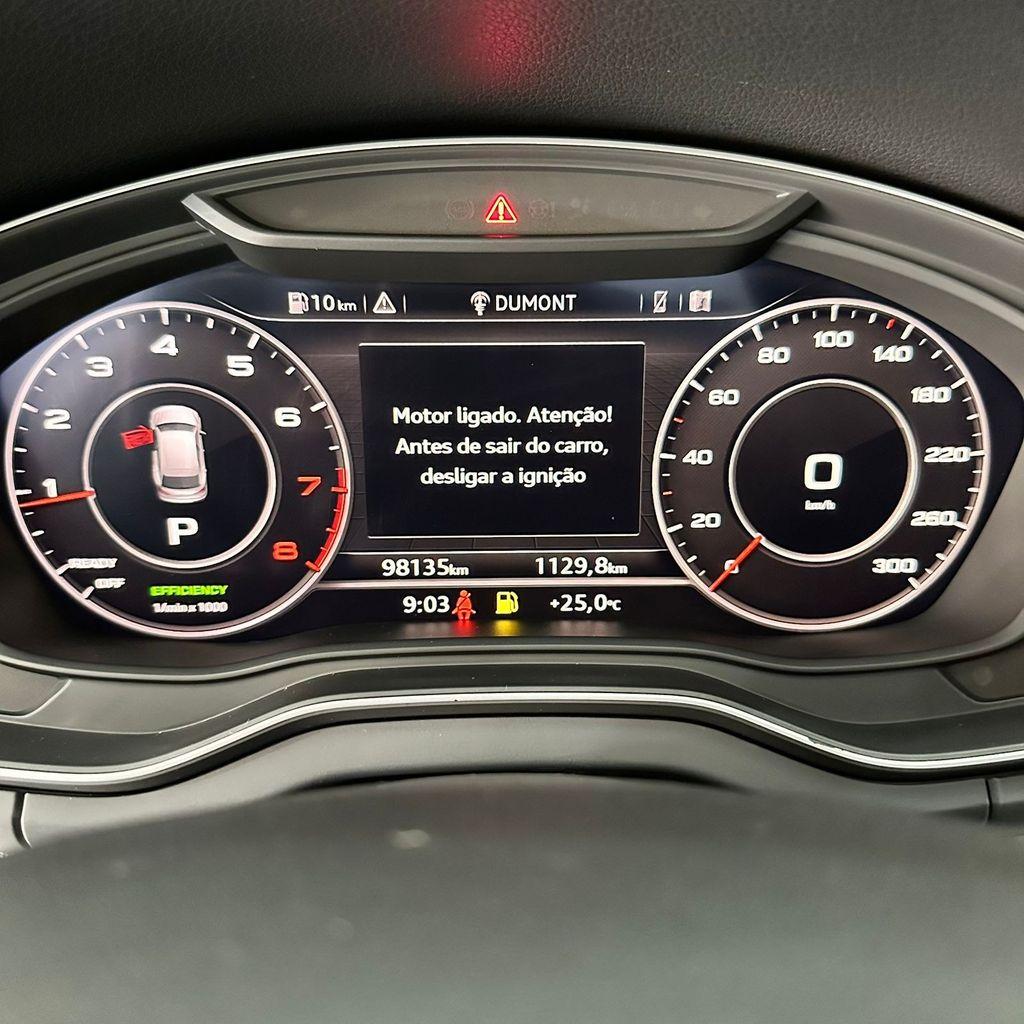 10 km
DUMONT
1
2
3
4
5
6
7
8
P
READY
OFF
EFFICIENCY
1/min x 1000
Motor ligado. Atenção!
Antes de sair do carro,
desligar a ignição
98135km
1129,8km
9:03
+25,0°C
0
20
40
60
80
100
140
180
220
260
300
0
km/h